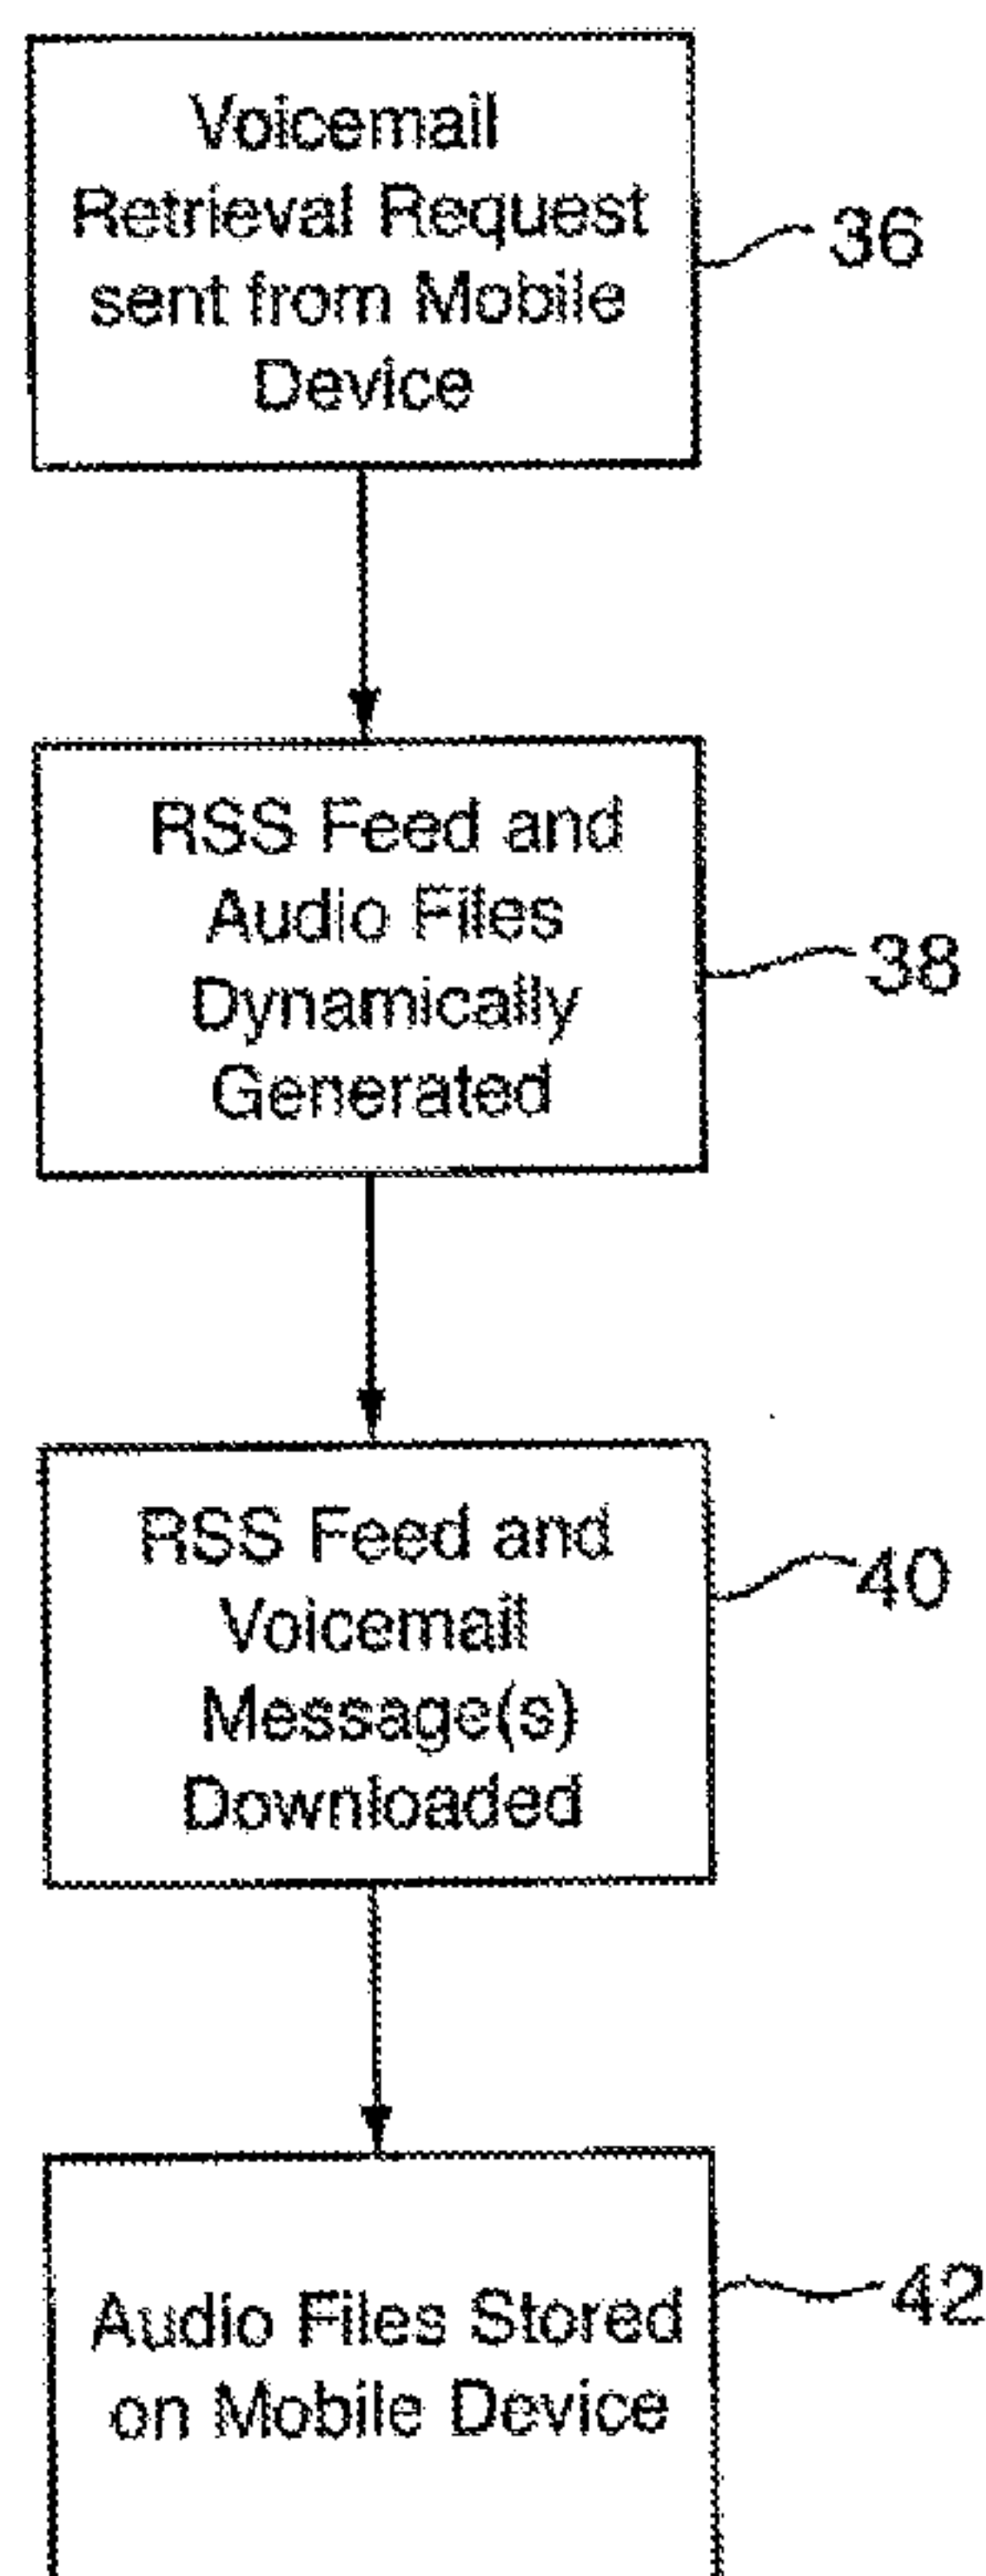 Voicemail
Retrieval Request
sent from Mobile
Device
36
RSS Feed and
Audio Files
Dynamically
Generated
38
RSS Feed and
Voicemail
Message(s)
Downloaded
40
Audio Files Stored
on Mobile Device
42